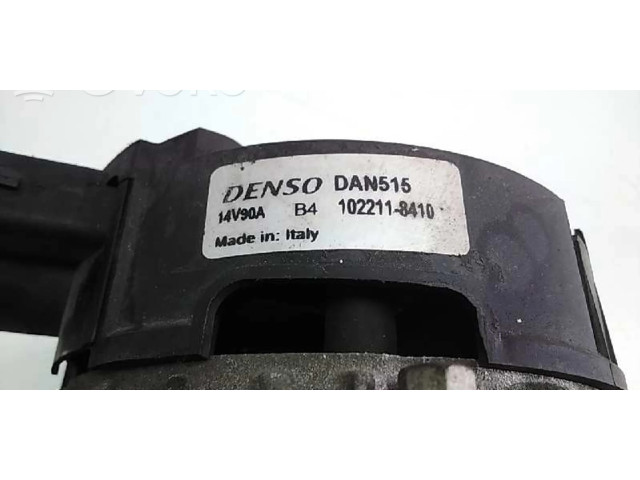 DENSO DAN515
14V90A B4 102211-8410
Made in: Italy